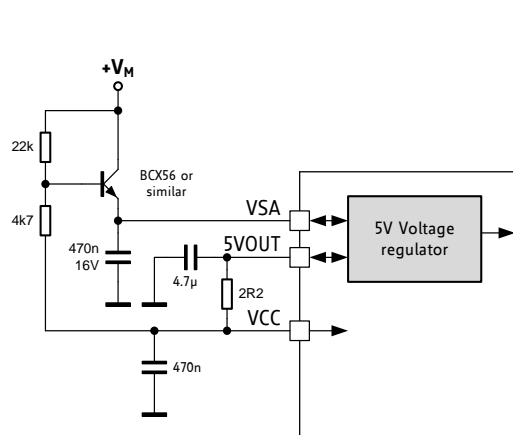 +VM
22k
BCX56 or
similar
4k7
VSA
470n
16V
5VOUT
5V Voltage
regulator
4.7µ
2R2
VCC
470n